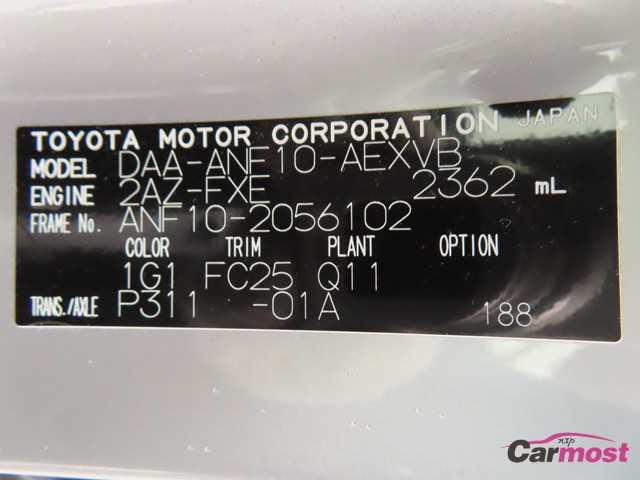 TOYOTA MOTOR CORPORATION JAPAN
MODEL DAA-ANF10-AEXVB
ENGINE 2AZ-FXE 2362 mL
FRAME No. ANF10-2056102
COLOR TRIM PLANT OPTION
1G1 FC25 Q11
TRANS./AXLE P311 -01A 188
nxp
Carmost